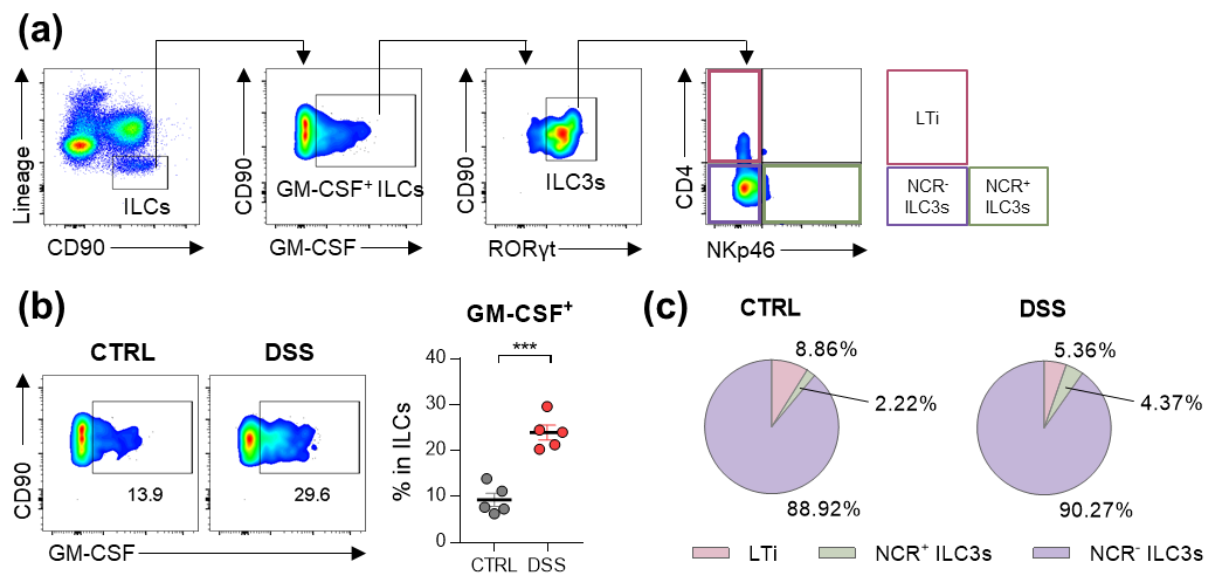 (a)
Lineage
ILCs
CD90
CD90
GM-CSF⁺ ILCs
GM-CSF
CD90
ILC3s
RORγt
CD4
NKp46
LTi
NCR⁻
ILC3s
NCR⁺
ILC3s
(b)
CTRL
DSS
CD90
13.9
29.6
GM-CSF
GM-CSF⁺
% in ILCs
40
30
20
10
0
***
CTRL
DSS
(c)
CTRL
8.86%
2.22%
88.92%
DSS
5.36%
4.37%
90.27%
LTi
NCR⁺ ILC3s
NCR⁻ ILC3s